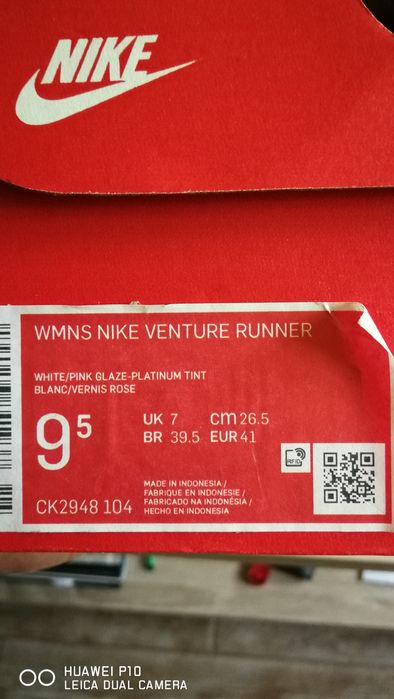 NIKE
WMNS NIKE VENTURE RUNNER
WHITE/PINK GLAZE-PLATINUM TINT
BLANC/VERNIS ROSE
9⁵
UK 7 cm 26.5
BR 39.5 EUR 41
RFID
MADE IN INDONESIA /
FABRIQUÉ EN INDONESIE /
FABRICADO NA INDONÉSIA /
HECHO EN INDONESIA
CK2948 104
HUAWEI P10
LEICA DUAL CAMERA